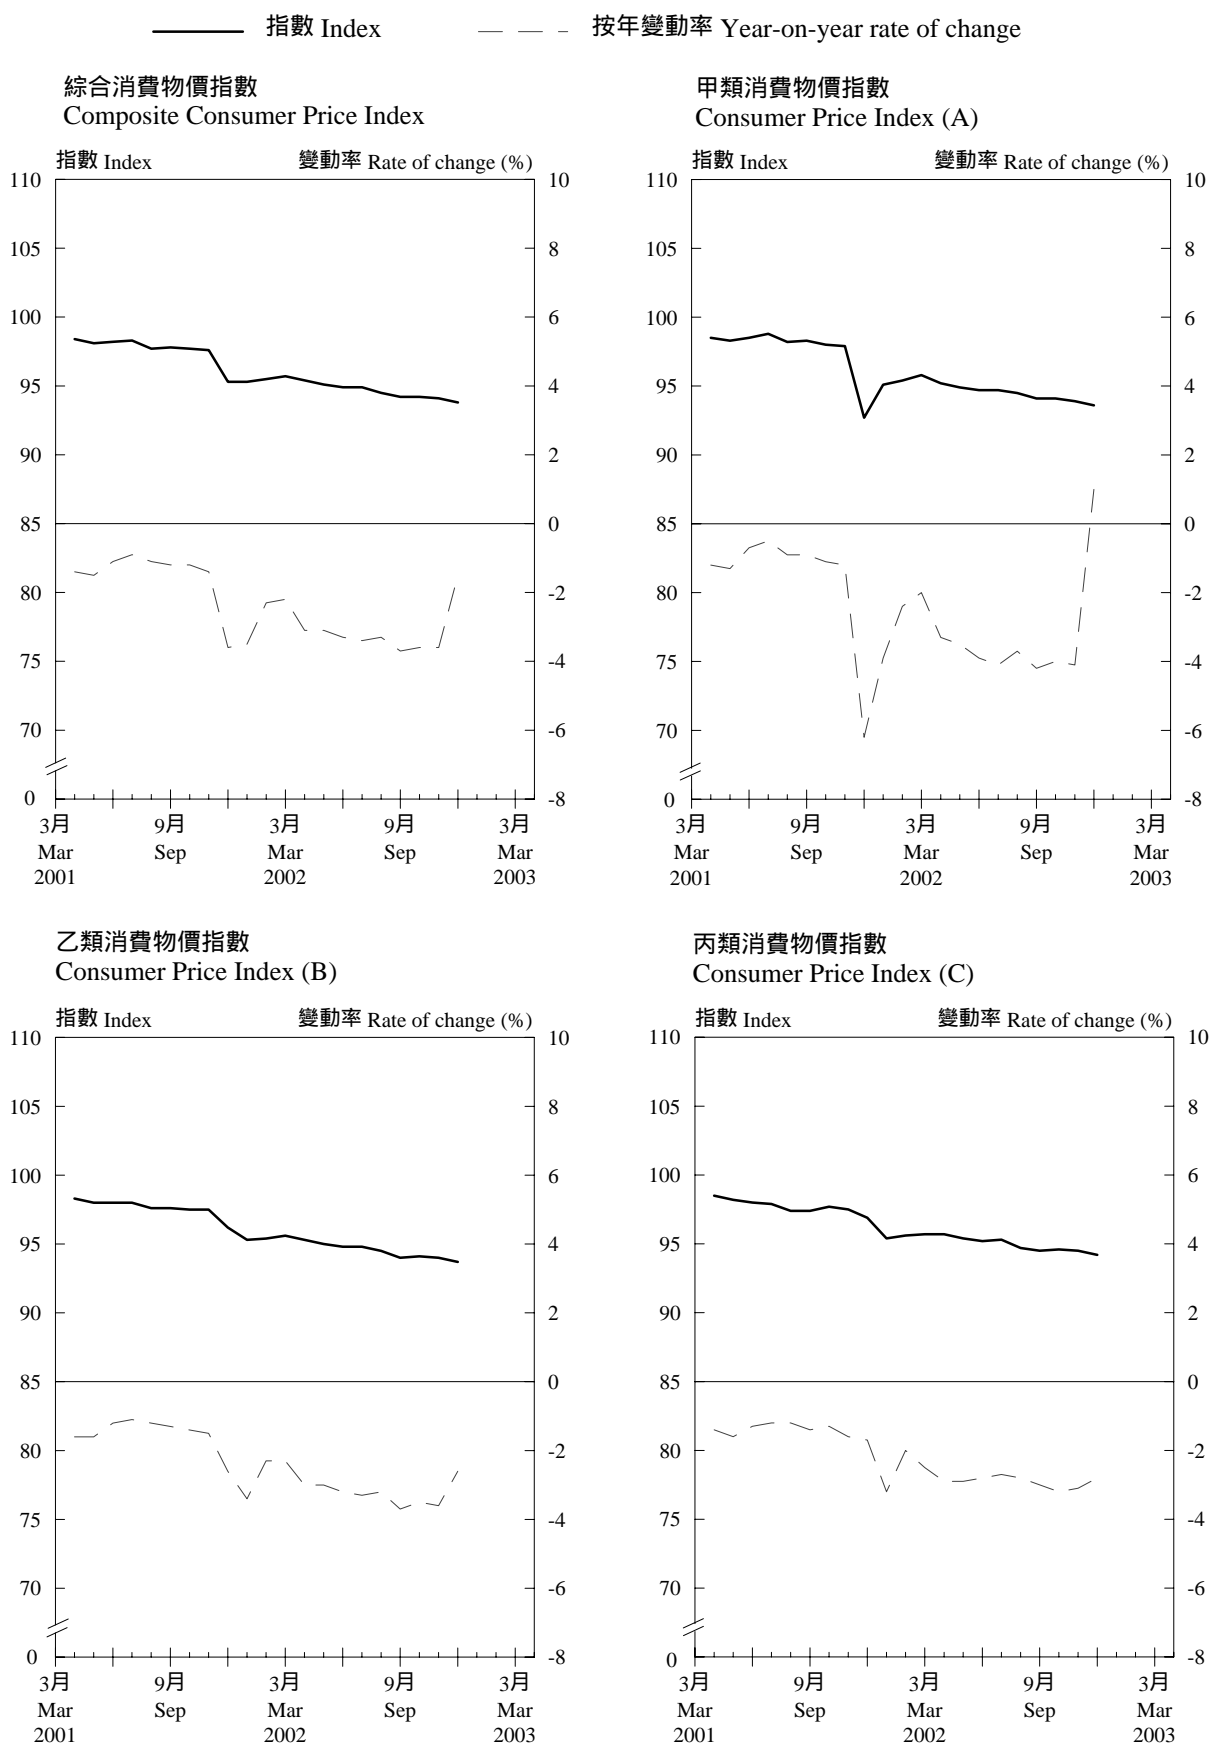 指數 Index
按年變動率 Year-on-year rate of change
綜合消費物價指數
Composite Consumer Price Index
指數 Index 變動率 Rate of change (%)
110 10
105 8
100 6
95 4
90 2
85 0
80 -2
75 -4
70 -6
0 -8
3月 9月 3月 9月 3月
Mar Sep Mar Sep Mar
2001 2002 2003
甲類消費物價指數
Consumer Price Index (A)
指數 Index 變動率 Rate of change (%)
110 10
105 8
100 6
95 4
90 2
85 0
80 -2
75 -4
70 -6
0 -8
3月 9月 3月 9月 3月
Mar Sep Mar Sep Mar
2001 2002 2003
乙類消費物價指數
Consumer Price Index (B)
指數 Index 變動率 Rate of change (%)
110 10
105 8
100 6
95 4
90 2
85 0
80 -2
75 -4
70 -6
0 -8
3月 9月 3月 9月 3月
Mar Sep Mar Sep Mar
2001 2002 2003
丙類消費物價指數
Consumer Price Index (C)
指數 Index 變動率 Rate of change (%)
110 10
105 8
100 6
95 4
90 2
85 0
80 -2
75 -4
70 -6
0 -8
3月 9月 3月 9月 3月
Mar Sep Mar Sep Mar
2001 2002 2003